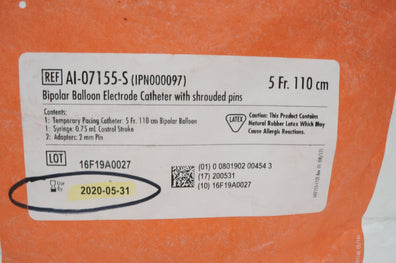 REF AI-07155-S (IPN000097) 5 Fr. 110 cm
Bipolar Balloon Electrode Catheter with shrouded pins
Contents:
1: Temporary Pacing Catheter: 5 Fr. 110 cm Bipolar Balloon
1: Syringe: 0.75 mL Control Stroke
2: Adapters: 2 mm Pin
LATEX
Caution: This Product Contains
Natural Rubber Latex Which May
Cause Allergic Reactions.
LOT 16F19A0027
Use
By 2020-05-31
(01) 0 0801902 00454 3
(17) 200531
(10) 16F19A0027